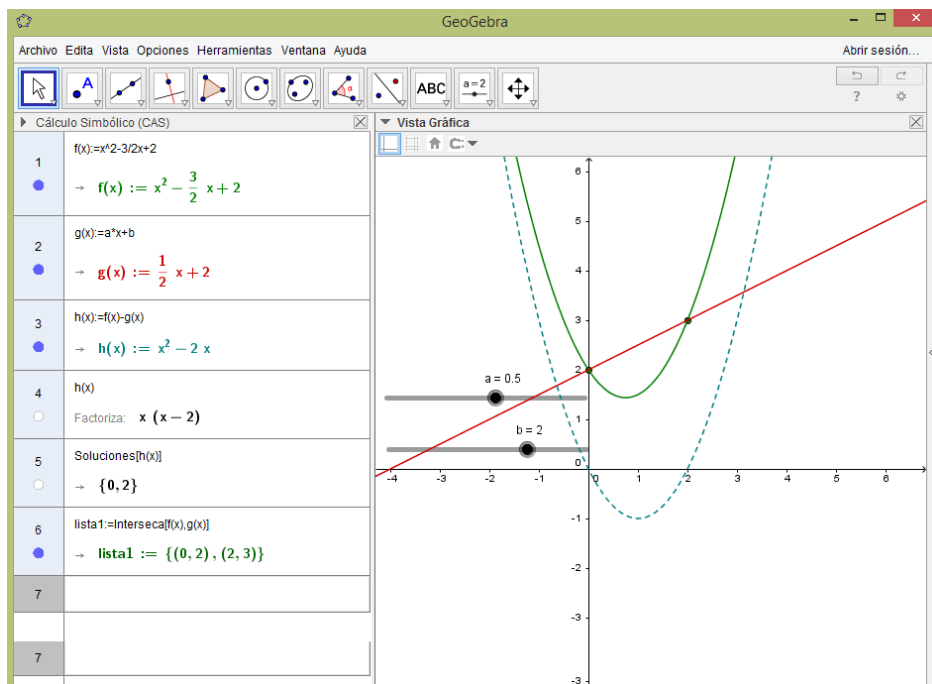 GeoGebra
Archivo Edita Vista Opciones Herramientas Ventana Ayuda
Abrir sesión...
ABC
a=2
?
Cálculo Simbólico (CAS)
1
f(x):=x^2-3/2x+2
→ f(x) := x² − 3/2 x + 2
2
g(x):=a*x+b
→ g(x) := 1/2 x + 2
3
h(x):=f(x)-g(x)
→ h(x) := x² − 2 x
4
h(x)
Factoriza: x (x − 2)
5
Soluciones[h(x)]
→ {0, 2}
6
lista1:=Interseca[f(x),g(x)]
→ lista1 := {(0, 2) , (2, 3)}
7
7
Vista Gráfica
6
5
4
3
2
1
0
-1
-2
-3
-3
a = 0.5
b = 2
-4 -3 -2 -1 0 1 2 3 4 5 6